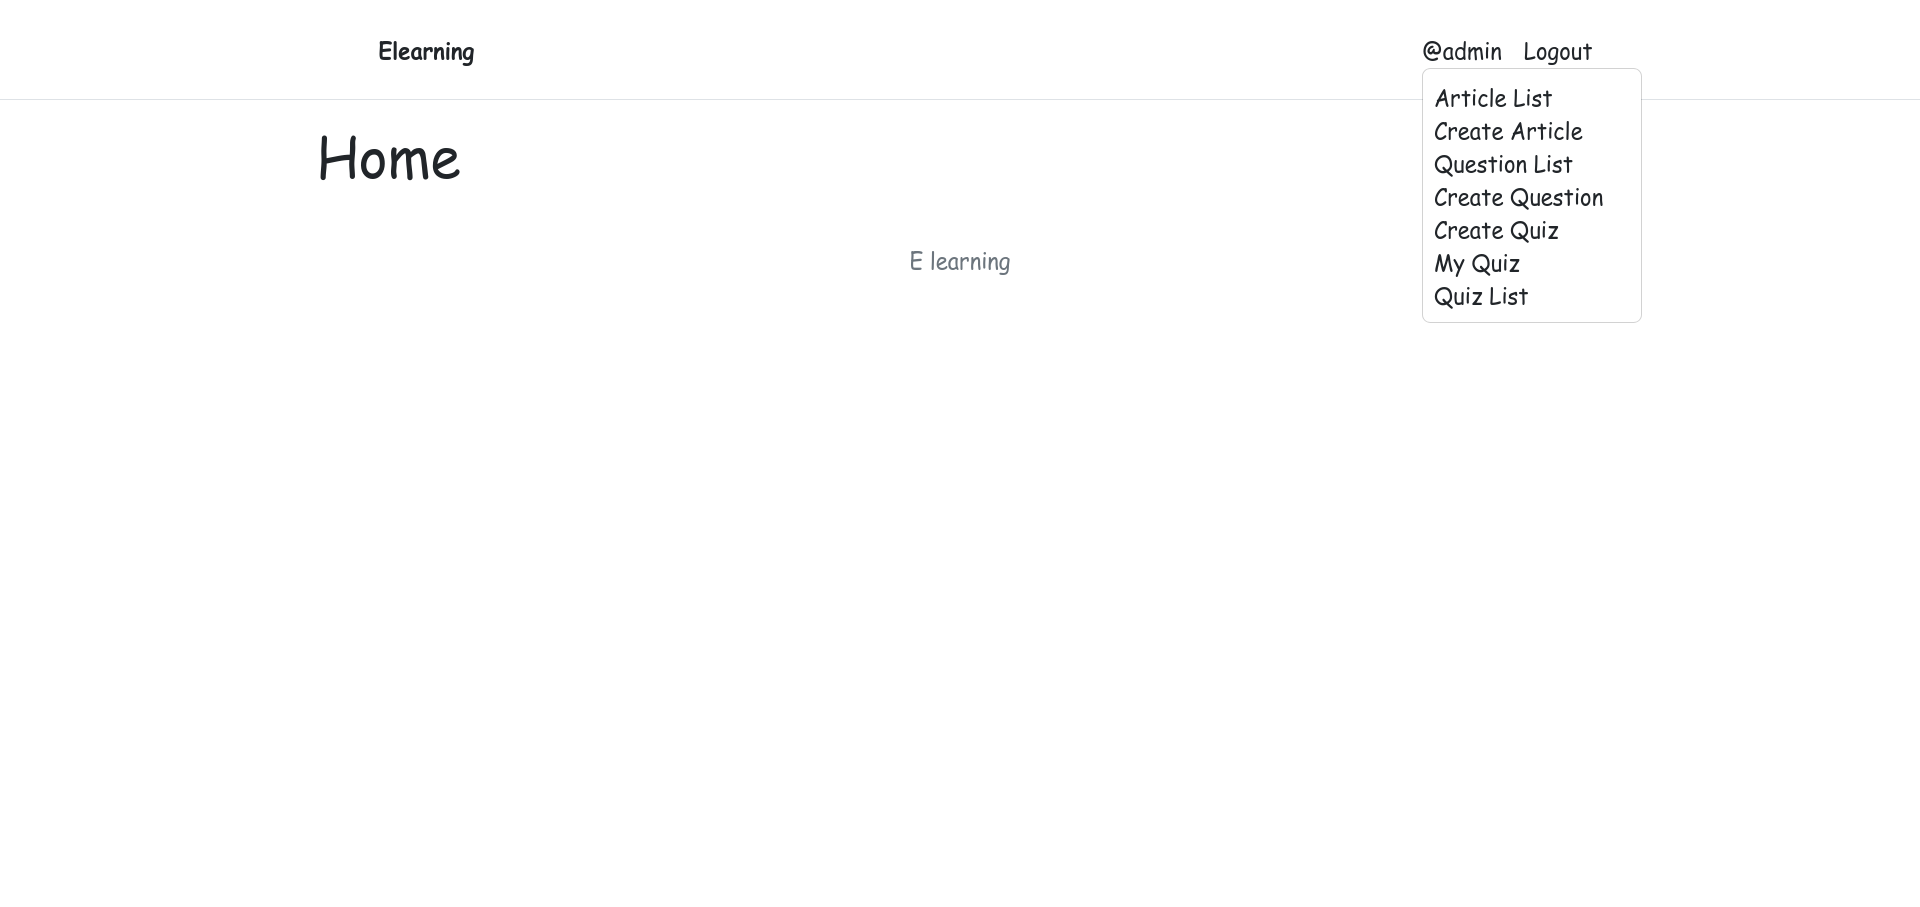 Elearning
@admin Logout
Article List
Create Article
Question List
Create Question
Create Quiz
My Quiz
Quiz List
Home
E learning